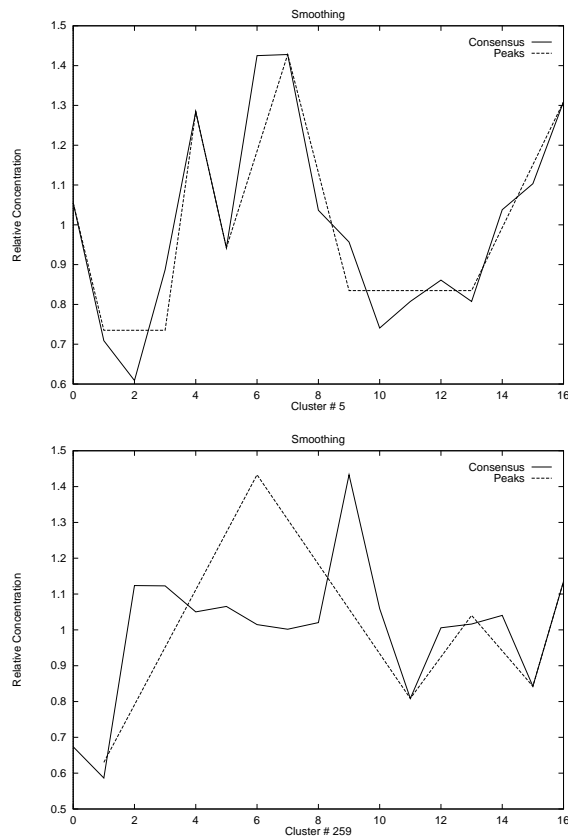 Smoothing
Consensus
Peaks
Relative Concentration
1.5
1.4
1.3
1.2
1.1
1
0.9
0.8
0.7
0.6
0 2 4 6 8 10 12 14 16
Cluster # 5
Smoothing
Consensus
Peaks
Relative Concentration
1.5
1.4
1.3
1.2
1.1
1
0.9
0.8
0.7
0.6
0.5
0 2 4 6 8 10 12 14 16
Cluster # 259